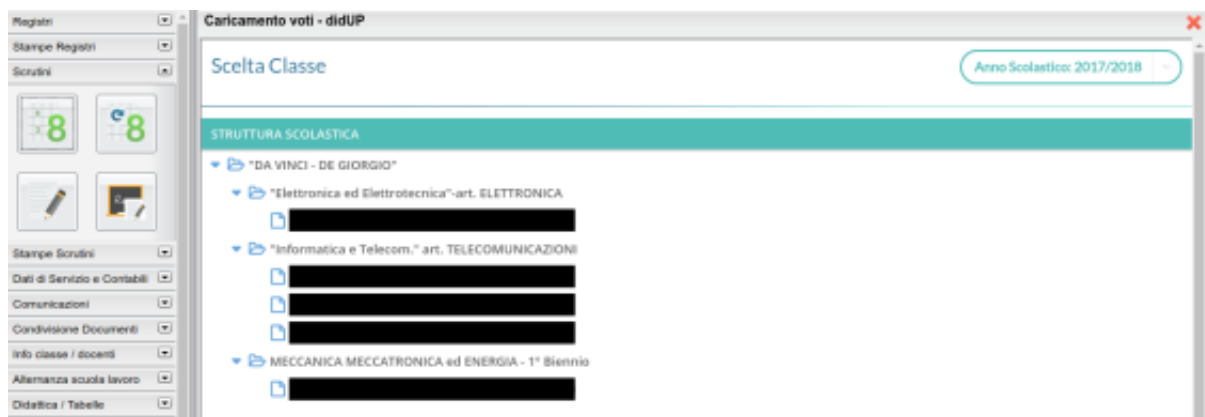 Registri
Stampe Registri
Scrutini
8
8
Stampe Scrutini
Dati di Servizio e Contabili
Comunicazioni
Condivisione Documenti
Info classe / docenti
Alternanza scuola lavoro
Didattica / Tabelle
Caricamento voti - didUP
Scelta Classe
Anno Scolastico: 2017/2018
STRUTTURA SCOLASTICA
"DA VINCI - DE GIORGIO"
"Elettronica ed Elettrotecnica"-art. ELETTRONICA
"Informatica e Telecom." art. TELECOMUNICAZIONI
MECCANICA MECCATRONICA ed ENERGIA - 1° Biennio